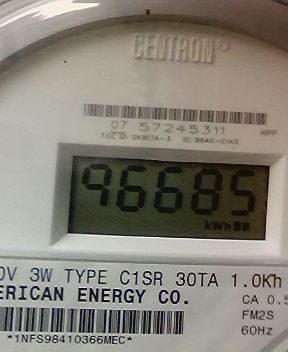 CENTRON®
07 57245311 HPP
96685
kWh
0V 3W TYPE C1SR 30TA 1.0Kh
ERICAN ENERGY CO.
CA 0.5
FM2S
60Hz
*1NFS98410366MEC*